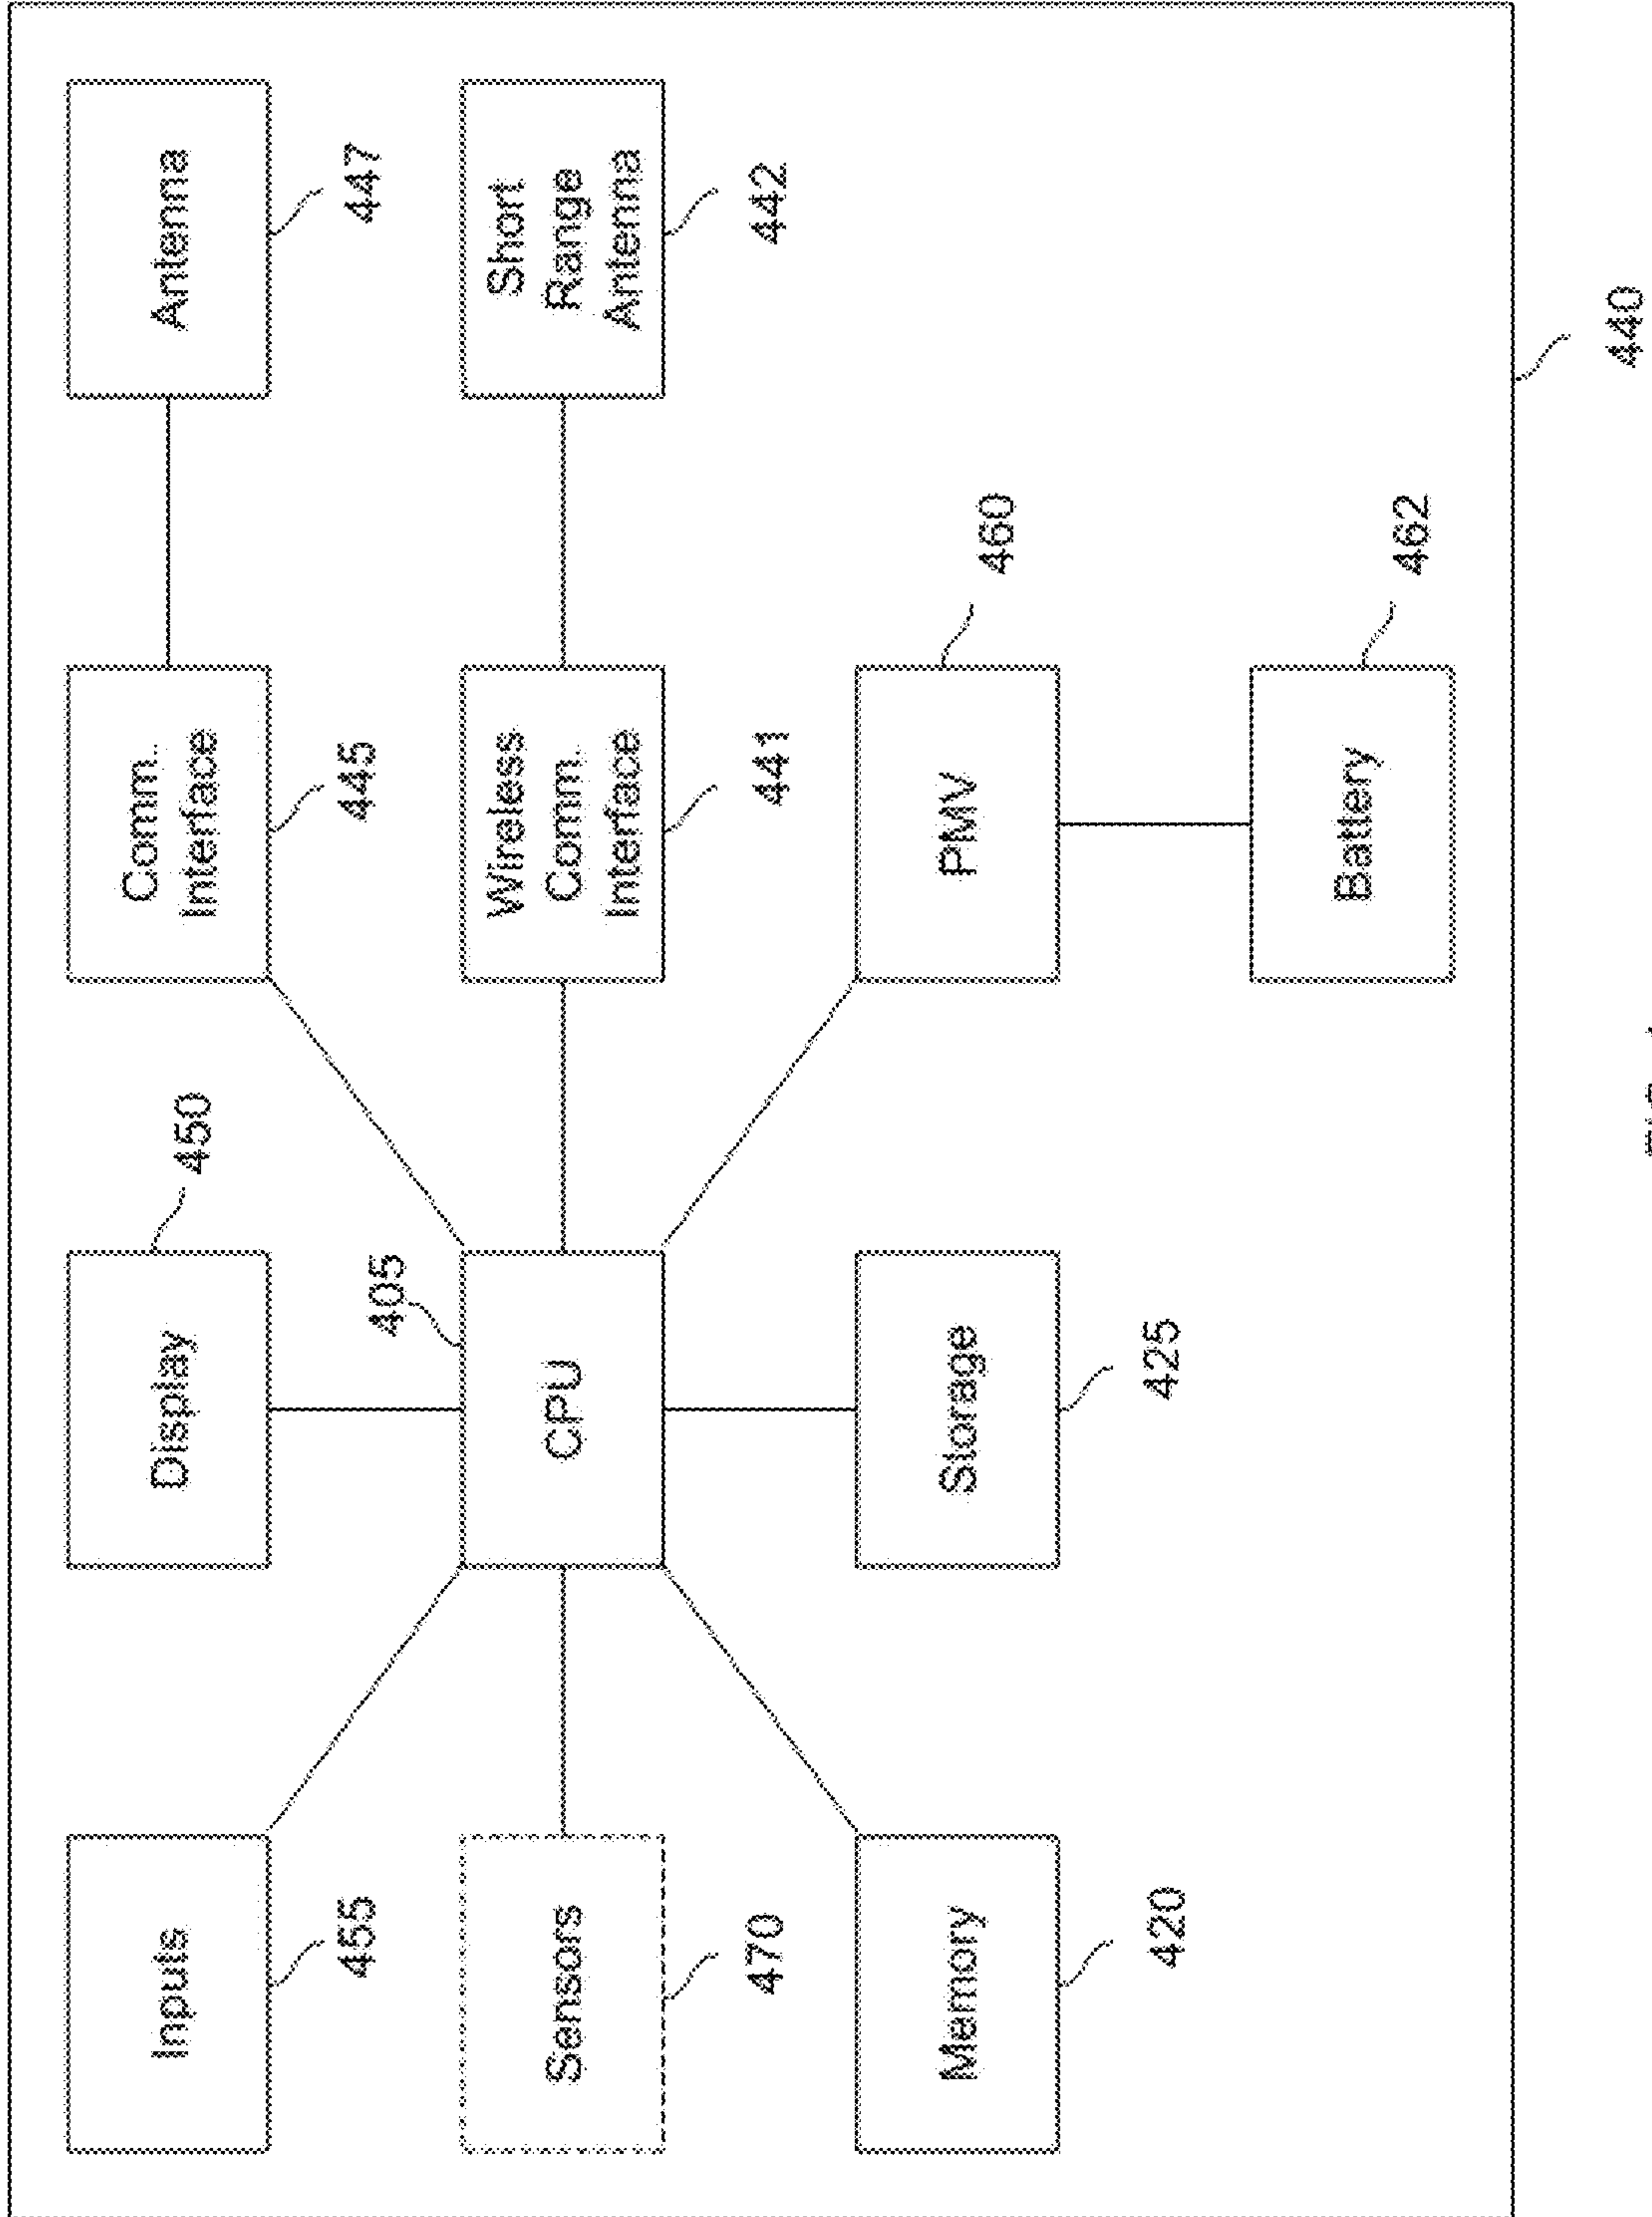 Inputs
455
Display
450
Comm.
Interface
445
Antenna
447
Sensors
470
CPU
405
Wireless
Comm.
Interface
441
Short
Range
Antenna
442
Memory
420
Storage
425
PMV
460
Battery
462
440